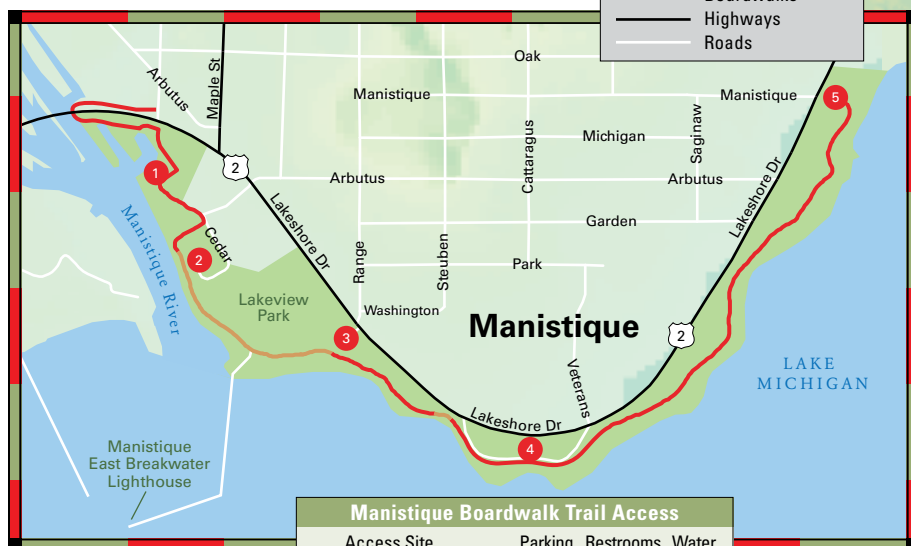 Highways
Roads
Oak
Arbutus
Maple St
Manistique
Manistique
5
Michigan
Saginaw
Cattaragus
1
2
Arbutus
Arbutus
Lakeshore Dr
Lakeshore Dr
Manistique River
Garden
Cedar
2
Range
Steuben
Park
Lakeview
Park
Washington
3
Manistique
2
LAKE
MICHIGAN
Veterans
Lakeshore Dr
4
Manistique
East Breakwater
Lighthouse
Manistique Boardwalk Trail Access
Access Site Parking Restrooms Water